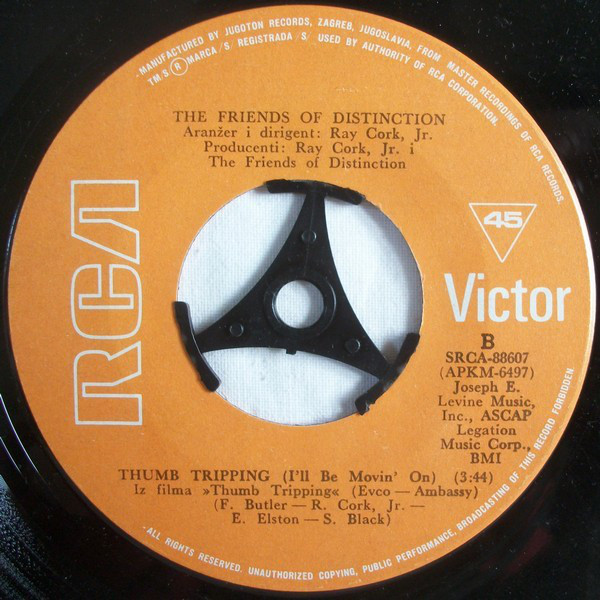 - MANUFACTURED BY JUGOTON RECORDS, ZAGREB, JUGOSLAVIA, FROM MASTER RECORDINGS OF RCA RECORDS.
TM/S ® MARCA/S/ REGISTRADA/S/ USED BY AUTHORITY OF RCA CORPORATION.
THE FRIENDS OF DISTINCTION
Aranžer i dirigent: Ray Cork, Jr.
Producenti: Ray Cork, Jr. i
The Friends of Distinction
RCA
45
Victor
B
SRCA-88607
(APKM-6497)
Joseph E.
Levine Music,
Inc., ASCAP
Legation
Music Corp.,
BMI
THUMB TRIPPING (I'll Be Movin' On) (3:44)
Iz filma »Thumb Tripping« (Evco — Ambassy)
(F. Butler — R. Cork, Jr. —
E. Elston — S. Black)
- ALL RIGHTS RESERVED. UNAUTHORIZED COPYING, PUBLIC PERFORMANCE, BROADCASTING OF THIS RECORD FORBIDDEN.